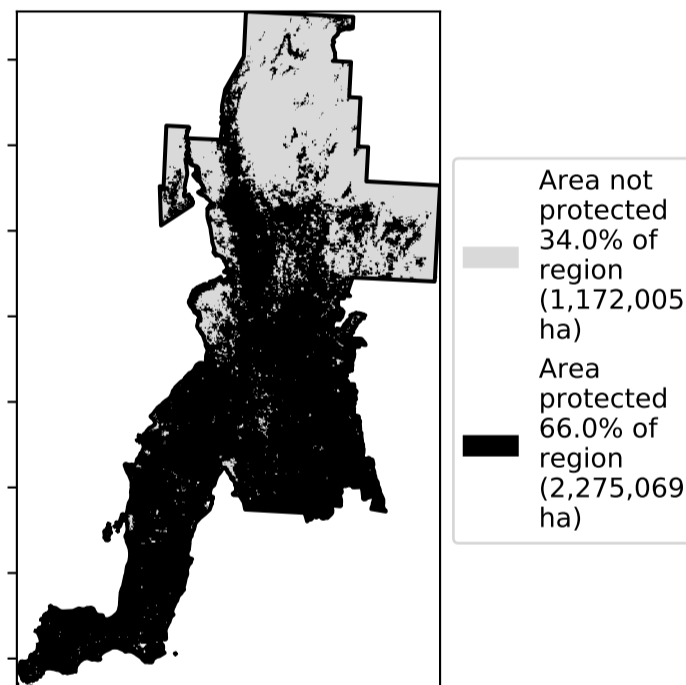 Area not
protected
34.0% of
region
(1,172,005
ha)
Area
protected
66.0% of
region
(2,275,069
ha)